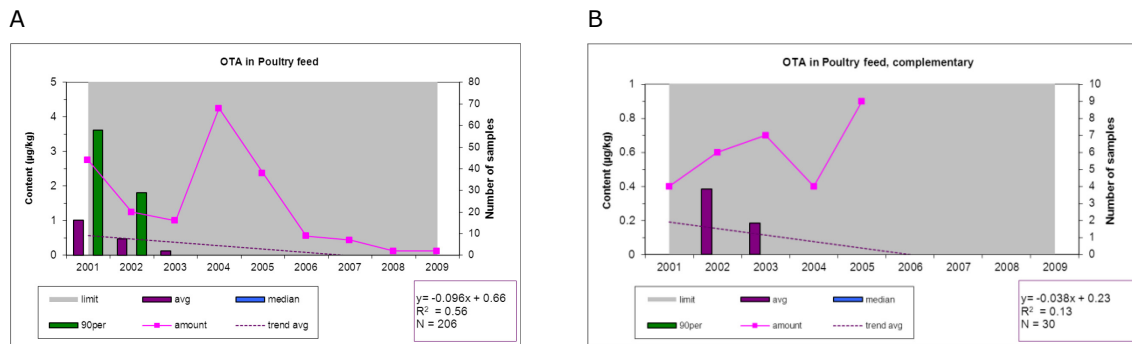 A
OTA in Poultry feed
Content (µg/kg)
5
4
3
2
1
0
80
70
60
50
40
30
20
10
0
Number of samples
2001 2002 2003 2004 2005 2006 2007 2008 2009
limit avg median
90per amount trend avg
y= -0.096x + 0.66
R² = 0.56
N = 206
B
OTA in Poultry feed, complementary
Content (µg/kg)
1
0.8
0.6
0.4
0.2
0
10
9
8
7
6
5
4
3
2
1
0
Number of samples
2001 2002 2003 2004 2005 2006 2007 2008 2009
limit avg median
90per amount trend avg
y= -0.038x + 0.23
R² = 0.13
N = 30